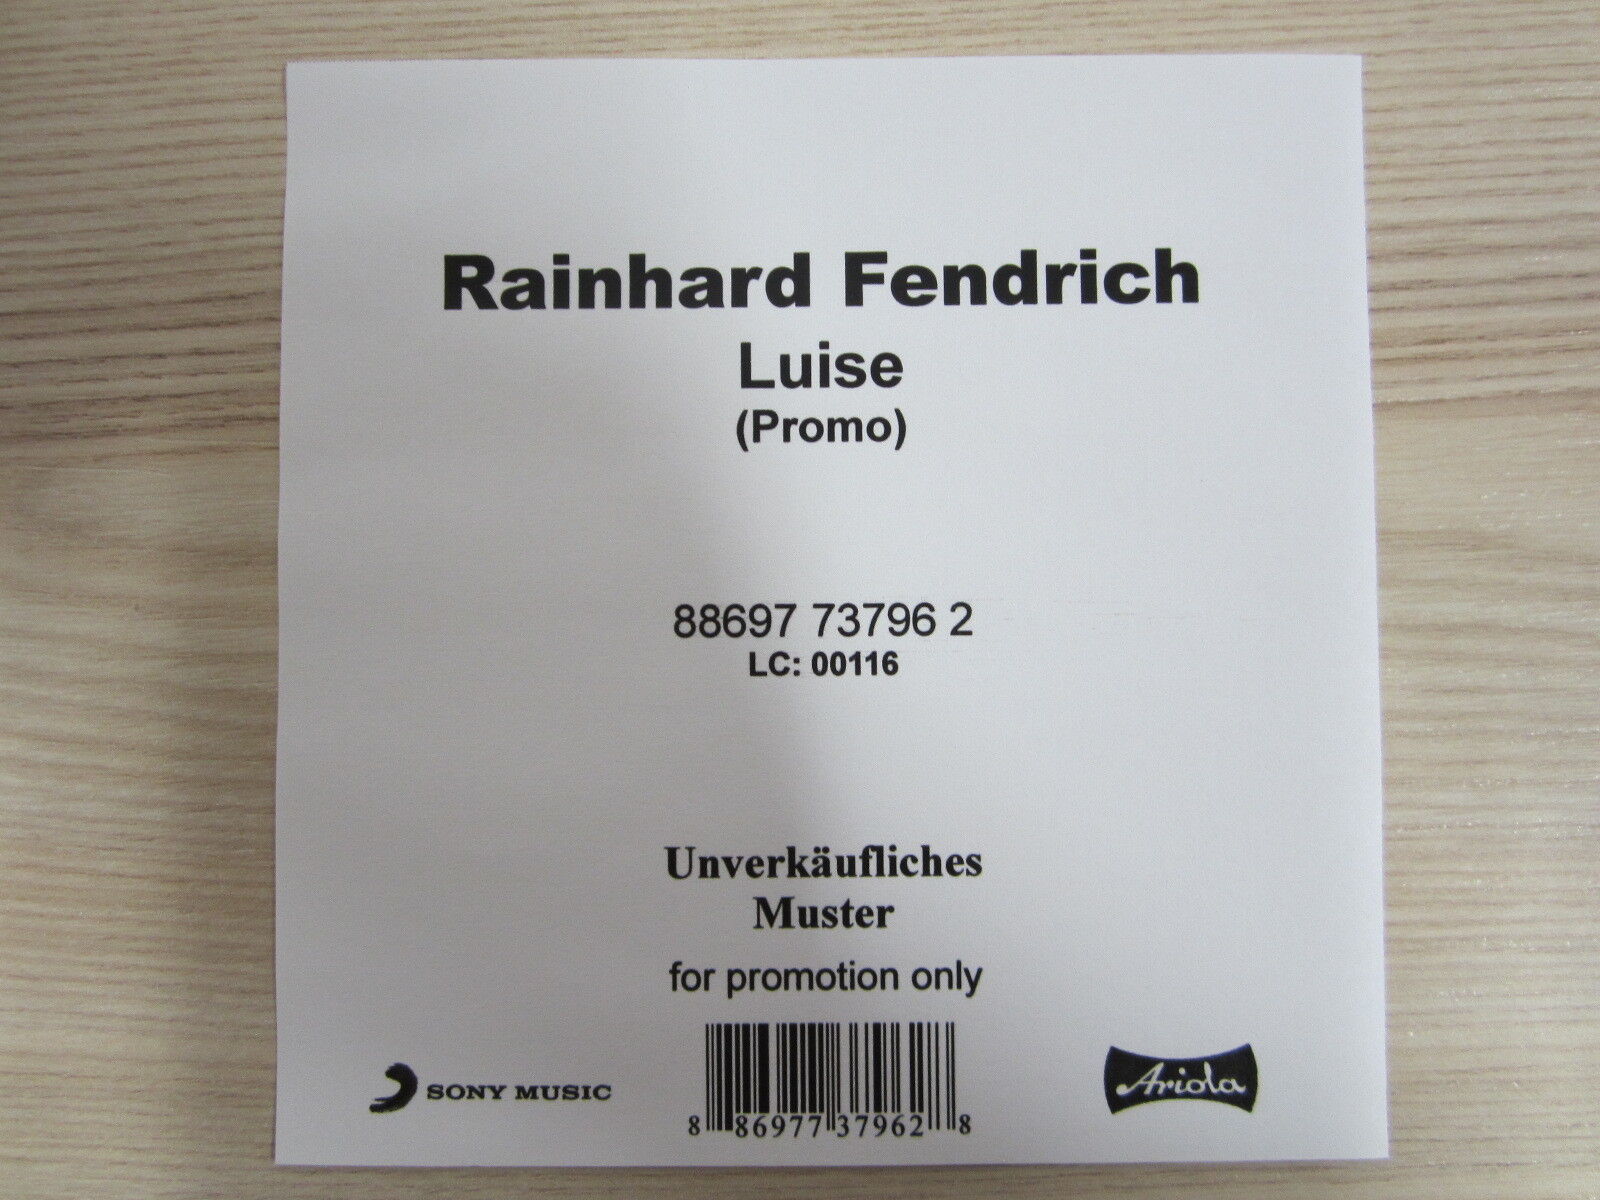 Rainhard Fendrich
Luise
(Promo)
88697 73796 2
LC: 00116
Unverkäufliches
Muster
for promotion only
SONY MUSIC
8 86977 37962 8
Ariola